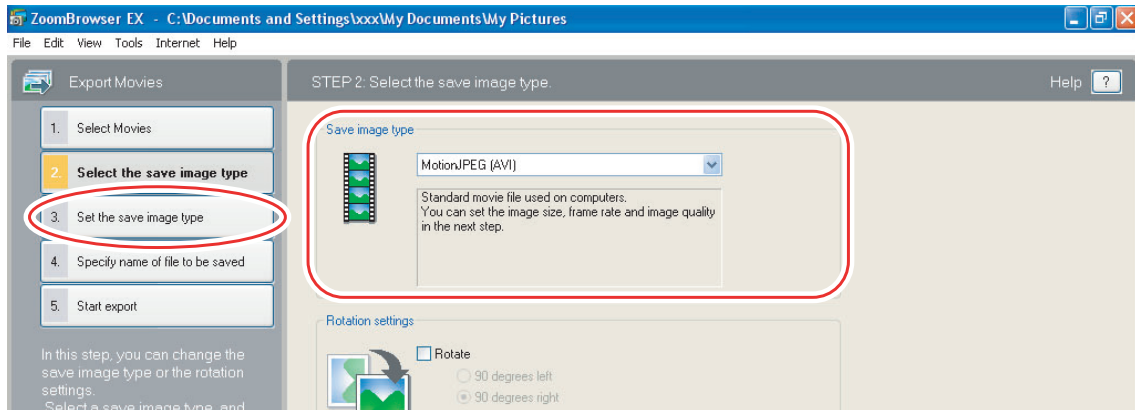 ZoomBrowser EX - C:\Documents and Settings\xxx\My Documents\My Pictures
File Edit View Tools Internet Help
Export Movies
STEP 2: Select the save image type.
Help ?
1. Select Movies
2. Select the save image type
3. Set the save image type
4. Specify name of file to be saved
5. Start export
In this step, you can change the
save image type or the rotation
settings.
Select a save image type, and
Save image type
MotionJPEG (AVI)
Standard movie file used on computers.
You can set the image size, frame rate and image quality
in the next step.
Rotation settings
Rotate
90 degrees left
90 degrees right